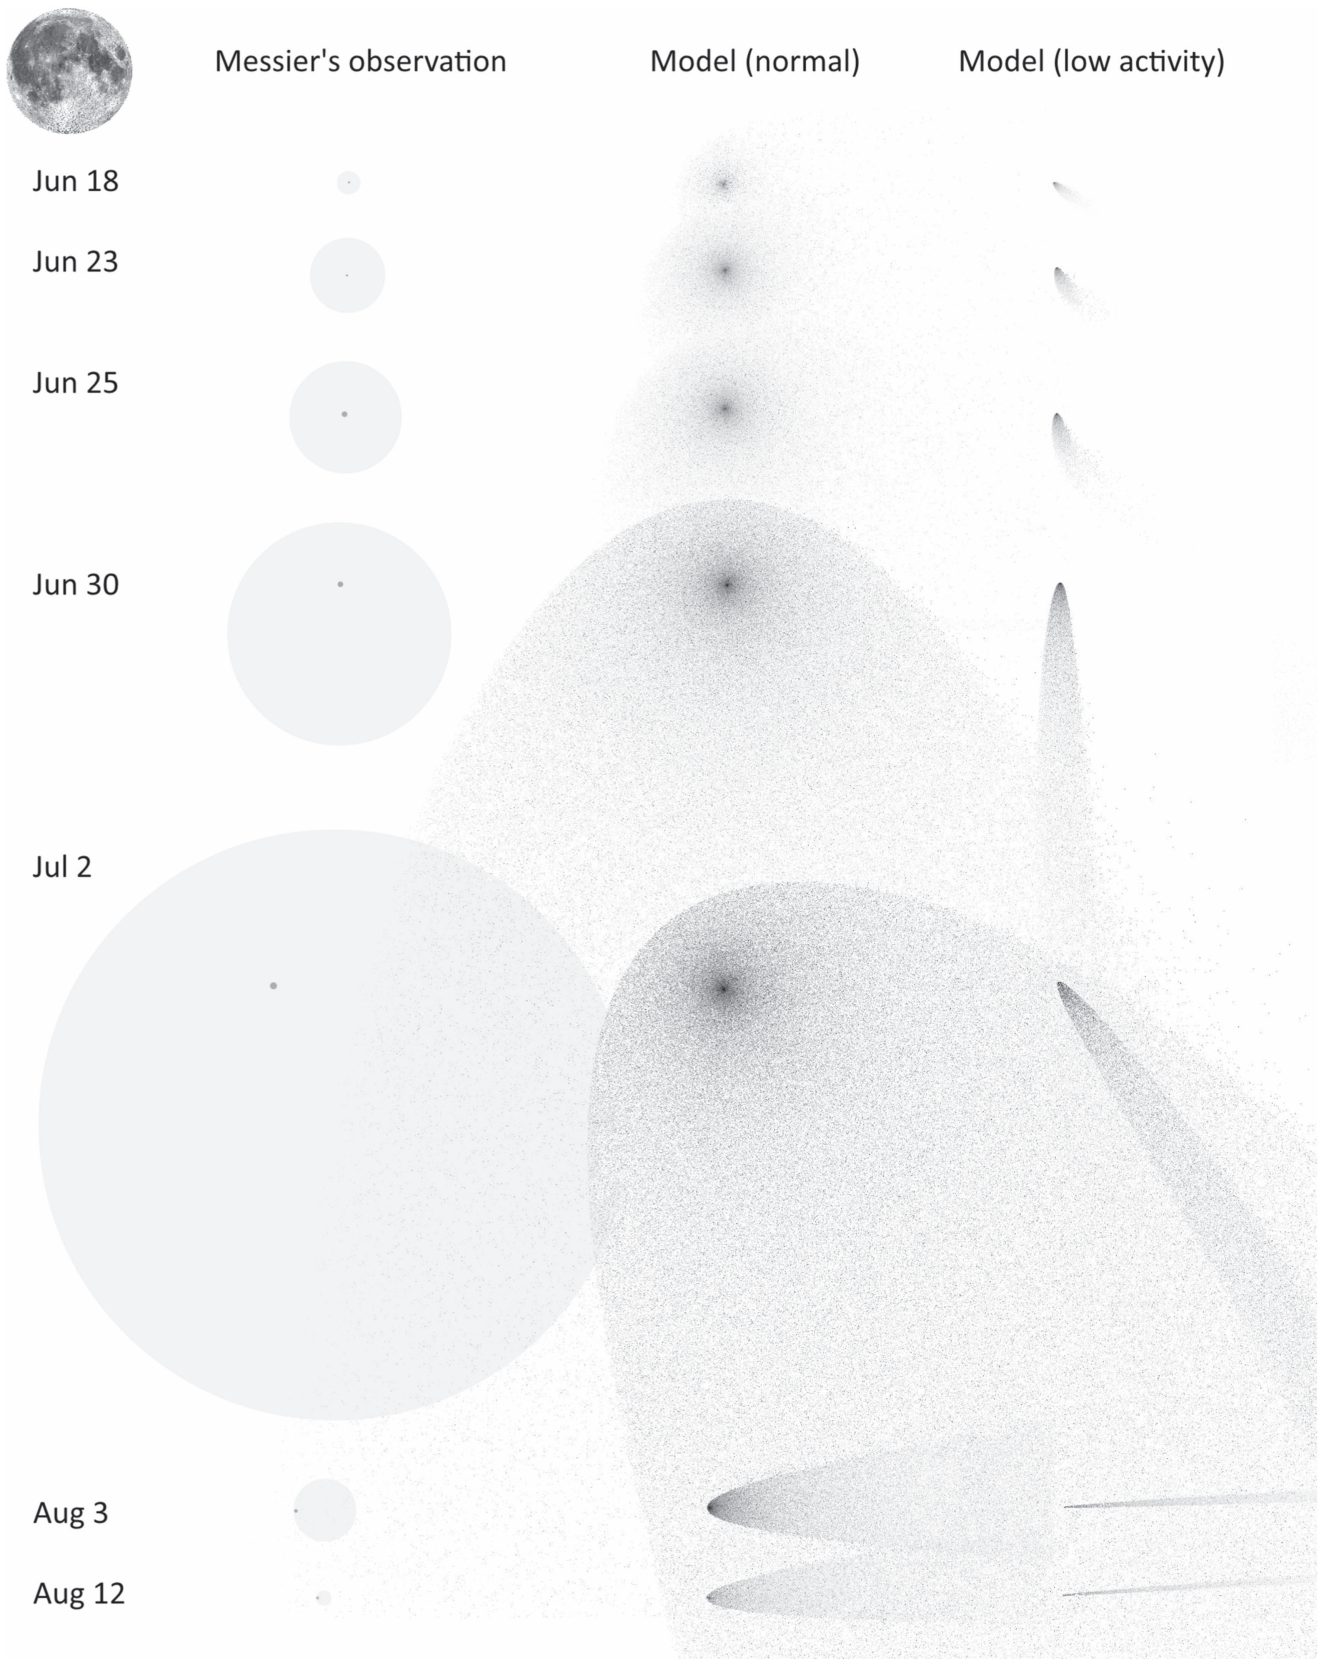 Messier's observation
Model (normal)
Model (low activity)
Jun 18
Jun 23
Jun 25
Jun 30
Jul 2
Aug 3
Aug 12